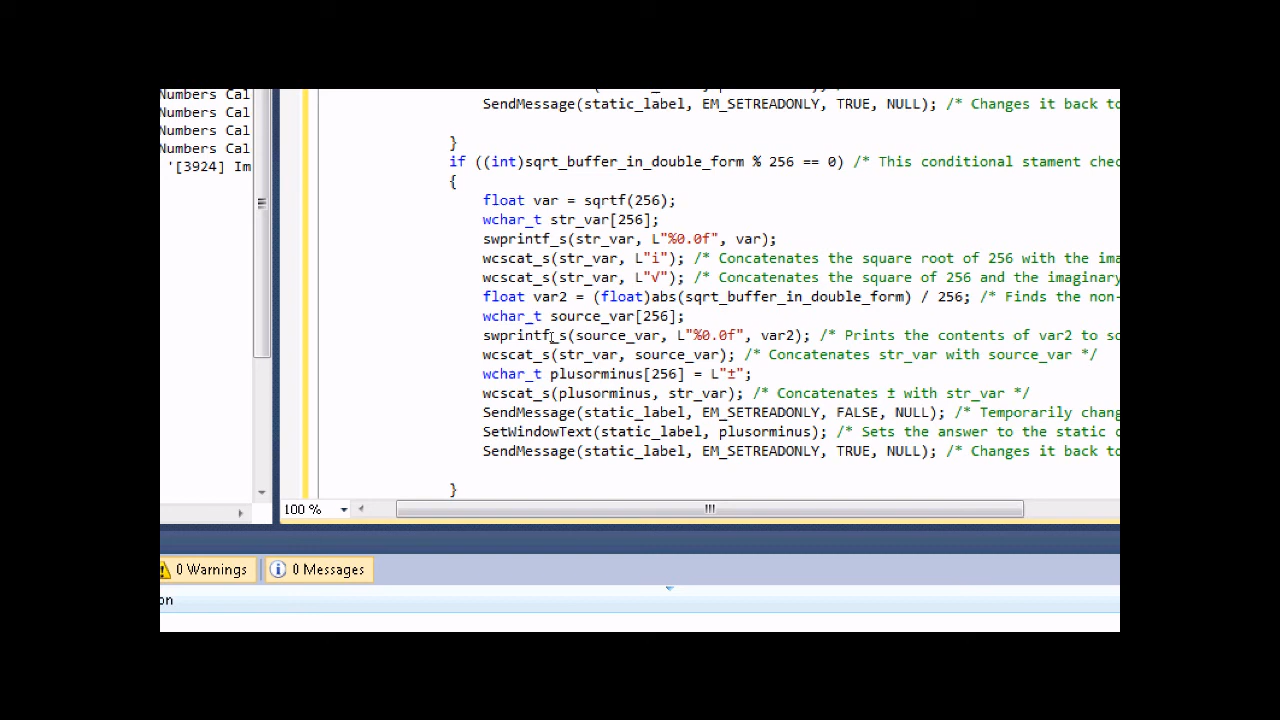 Numbers Cal
Numbers Cal
Numbers Cal
Numbers Cal
'[3924] Im
SendMessage(static_label, EM_SETREADONLY, TRUE, NULL); /* Changes it back to
}
if ((int)sqrt_buffer_in_double_form % 256 == 0) /* This conditional stament chec
{
float var = sqrtf(256);
wchar_t str_var[256];
swprintf_s(str_var, L"%0.0f", var);
wcscat_s(str_var, L"i"); /* Concatenates the square root of 256 with the ima
wcscat_s(str_var, L"√"); /* Concatenates the square of 256 and the imaginary
float var2 = (float)abs(sqrt_buffer_in_double_form) / 256; /* Finds the non-
wchar_t source_var[256];
swprintf_s(source_var, L"%0.0f", var2); /* Prints the contents of var2 to so
wcscat_s(str_var, source_var); /* Concatenates str_var with source_var */
wchar_t plusorminus[256] = L"±";
wcscat_s(plusorminus, str_var); /* Concatenates ± with str_var */
SendMessage(static_label, EM_SETREADONLY, FALSE, NULL); /* Temporarily chang
SetWindowText(static_label, plusorminus); /* Sets the answer to the static c
SendMessage(static_label, EM_SETREADONLY, TRUE, NULL); /* Changes it back to
}
100 %
0 Warnings
0 Messages
on